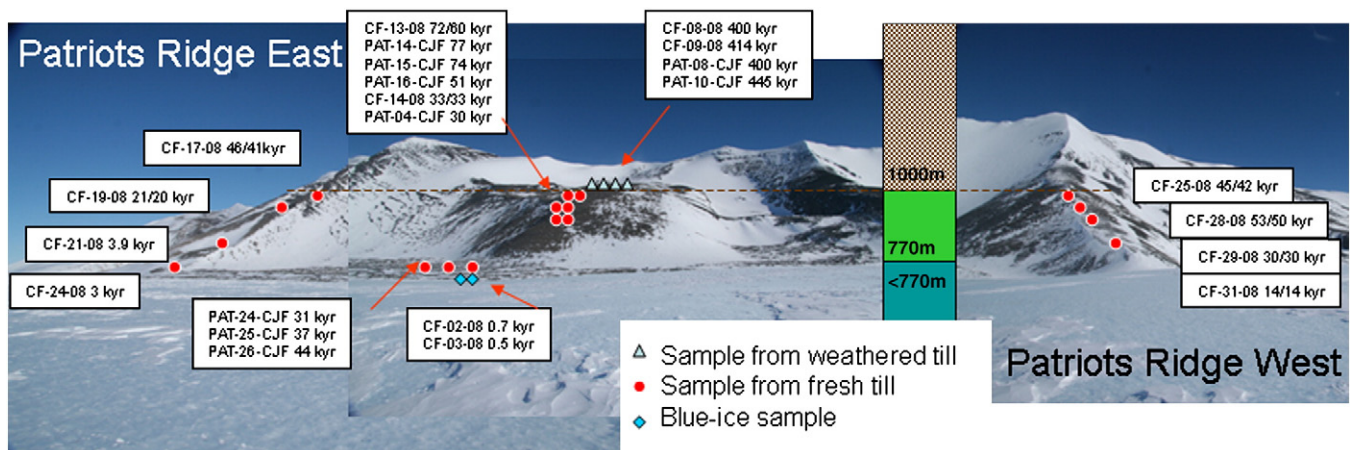 Patriots Ridge East
CF-13-08 72/60 kyr
PAT-14-CJF 77 kyr
PAT-15-CJF 74 kyr
PAT-16-CJF 51 kyr
CF-14-08 33/33 kyr
PAT-04-CJF 30 kyr
CF-08-08 400 kyr
CF-09-08 414 kyr
PAT-08-CJF 400 kyr
PAT-10-CJF 445 kyr
CF-17-08 46/41kyr
CF-19-08 21/20 kyr
CF-21-08 3.9 kyr
CF-24-08 3 kyr
PAT-24-CJF 31 kyr
PAT-25-CJF 37 kyr
PAT-26-CJF 44 kyr
CF-02-08 0.7 kyr
CF-03-08 0.5 kyr
1000m
770m
<770m
CF-25-08 45/42 kyr
CF-28-08 53/50 kyr
CF-29-08 30/30 kyr
CF-31-08 14/14 kyr
Sample from weathered till
Sample from fresh till
Blue-ice sample
Patriots Ridge West